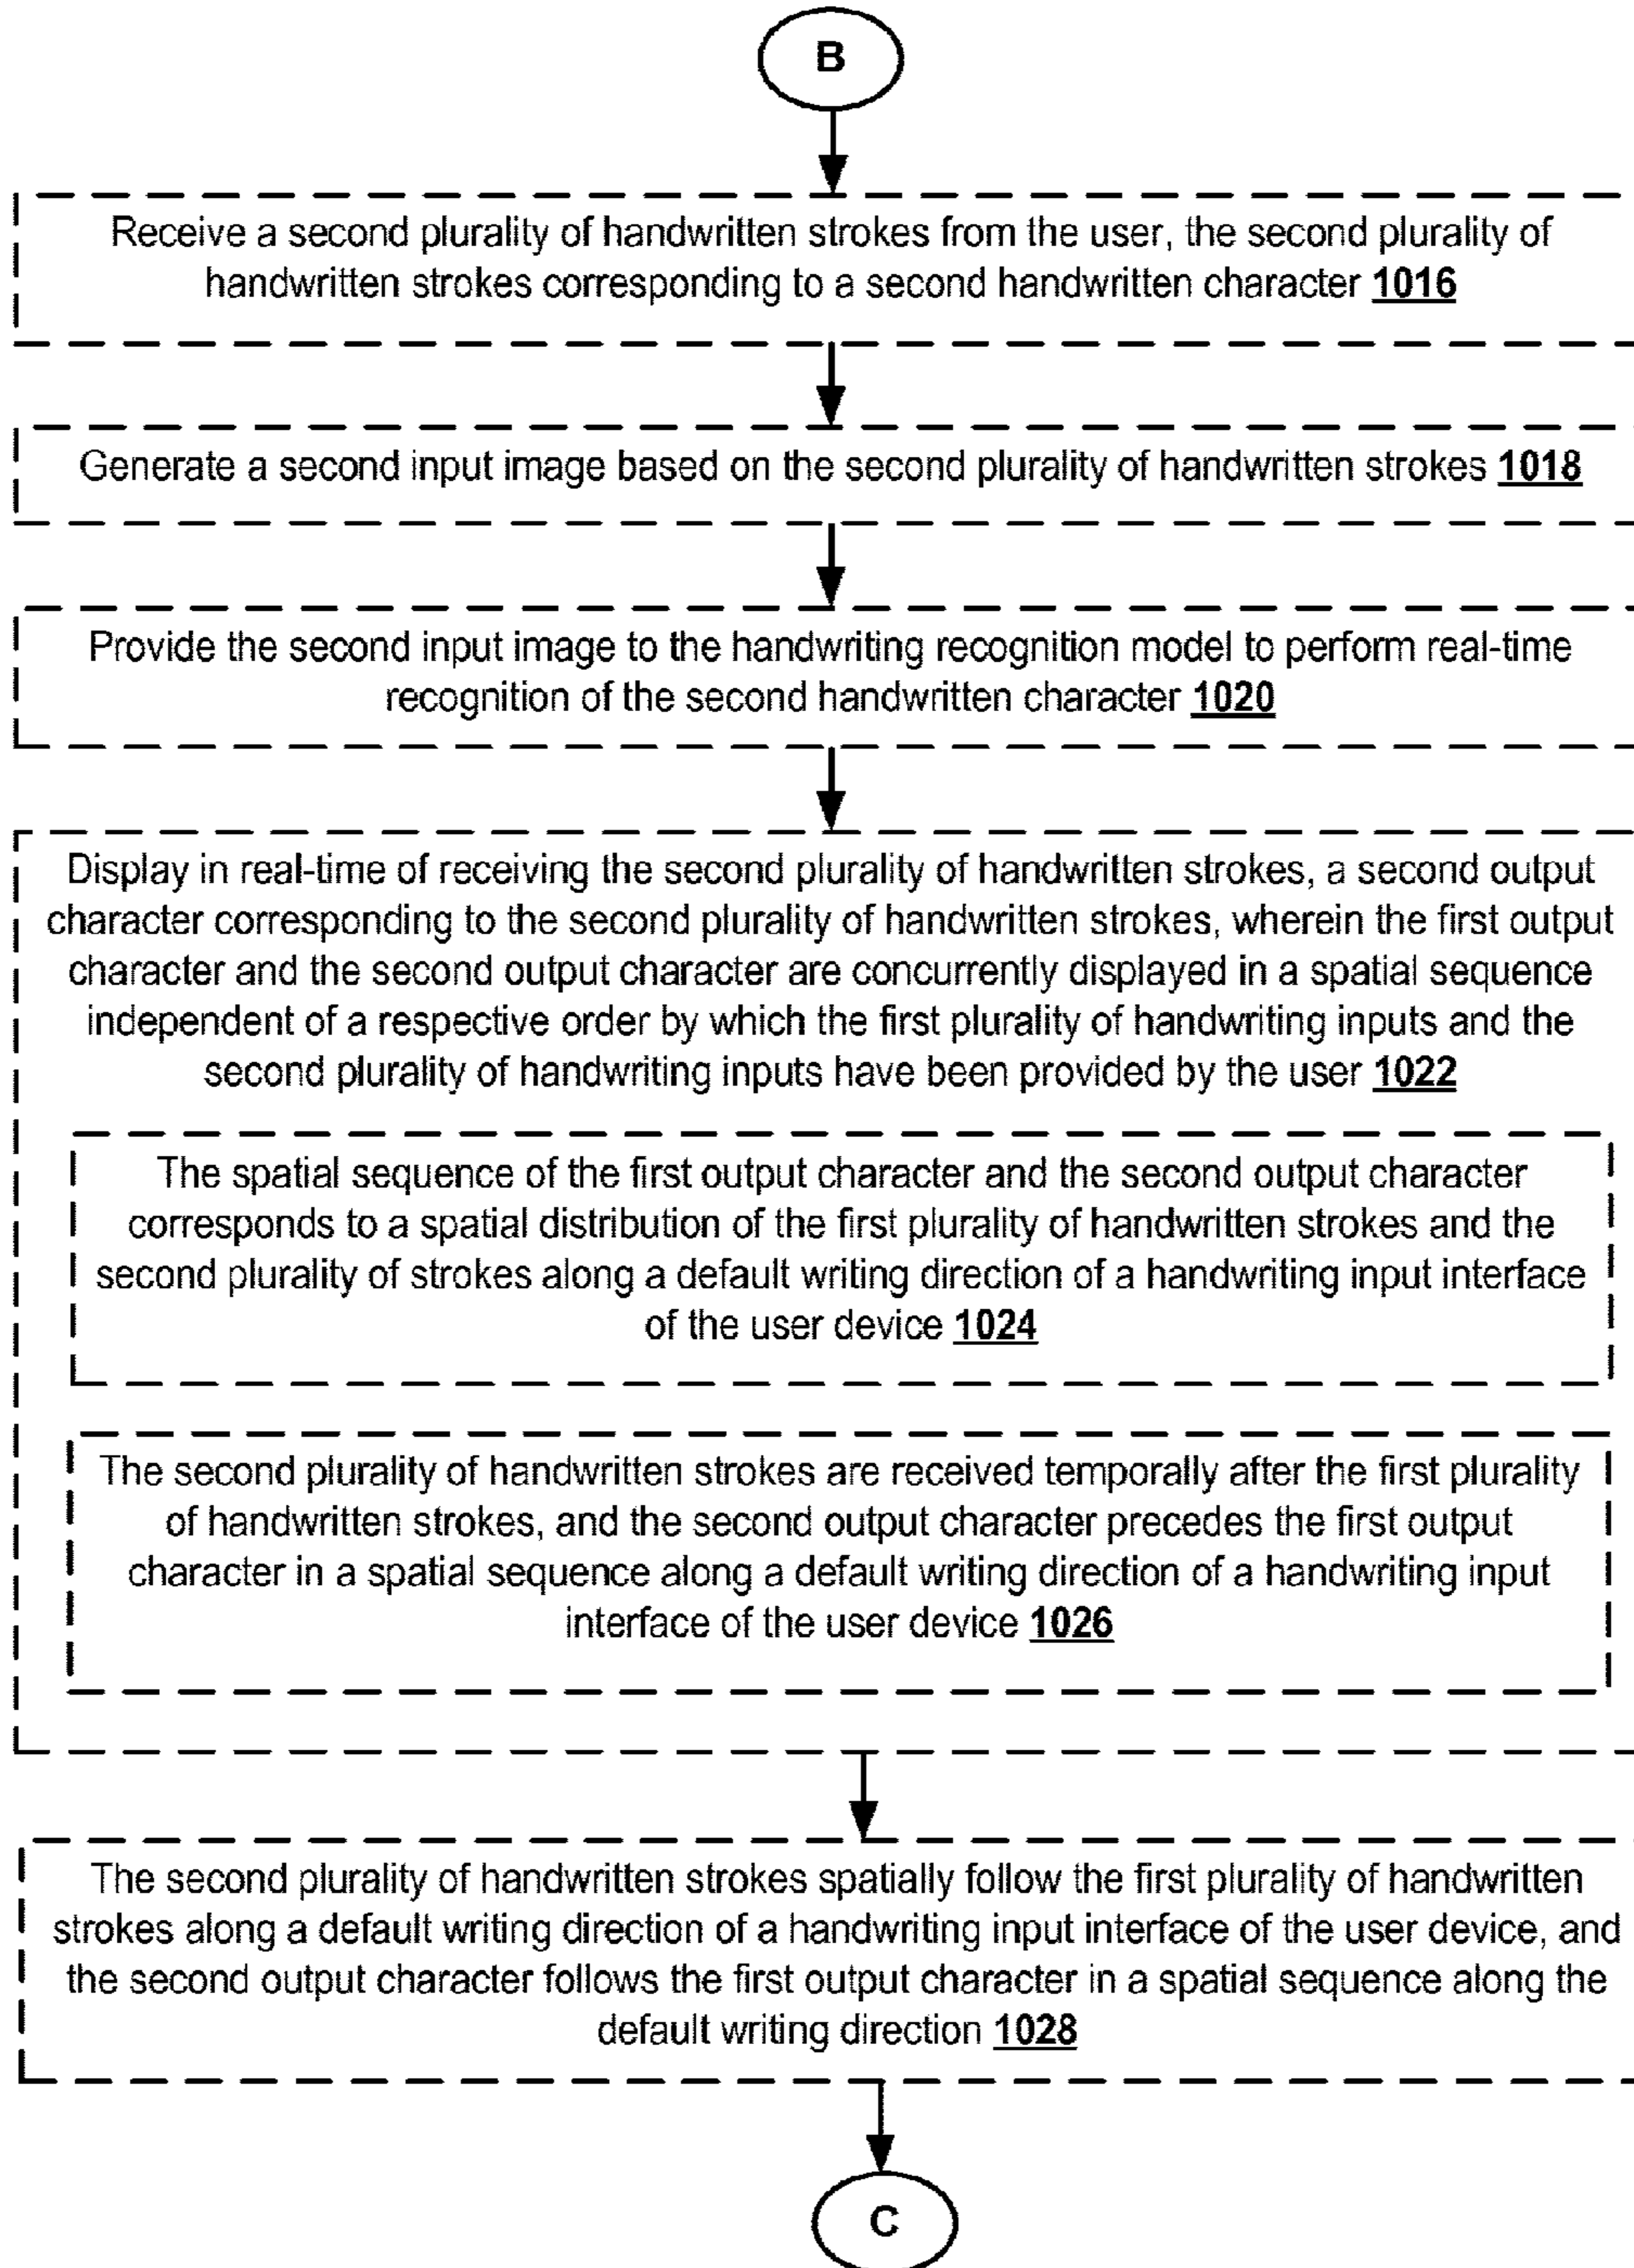 B
Receive a second plurality of handwritten strokes from the user, the second plurality of
handwritten strokes corresponding to a second handwritten character 1016
Generate a second input image based on the second plurality of handwritten strokes 1018
Provide the second input image to the handwriting recognition model to perform real-time
recognition of the second handwritten character 1020
Display in real-time of receiving the second plurality of handwritten strokes, a second output
character corresponding to the second plurality of handwritten strokes, wherein the first output
character and the second output character are concurrently displayed in a spatial sequence
independent of a respective order by which the first plurality of handwriting inputs and the
second plurality of handwriting inputs have been provided by the user 1022
The spatial sequence of the first output character and the second output character
corresponds to a spatial distribution of the first plurality of handwritten strokes and the
second plurality of strokes along a default writing direction of a handwriting input interface
of the user device 1024
The second plurality of handwritten strokes are received temporally after the first plurality
of handwritten strokes, and the second output character precedes the first output
character in a spatial sequence along a default writing direction of a handwriting input
interface of the user device 1026
The second plurality of handwritten strokes spatially follow the first plurality of handwritten
strokes along a default writing direction of a handwriting input interface of the user device, and
the second output character follows the first output character in a spatial sequence along the
default writing direction 1028
C